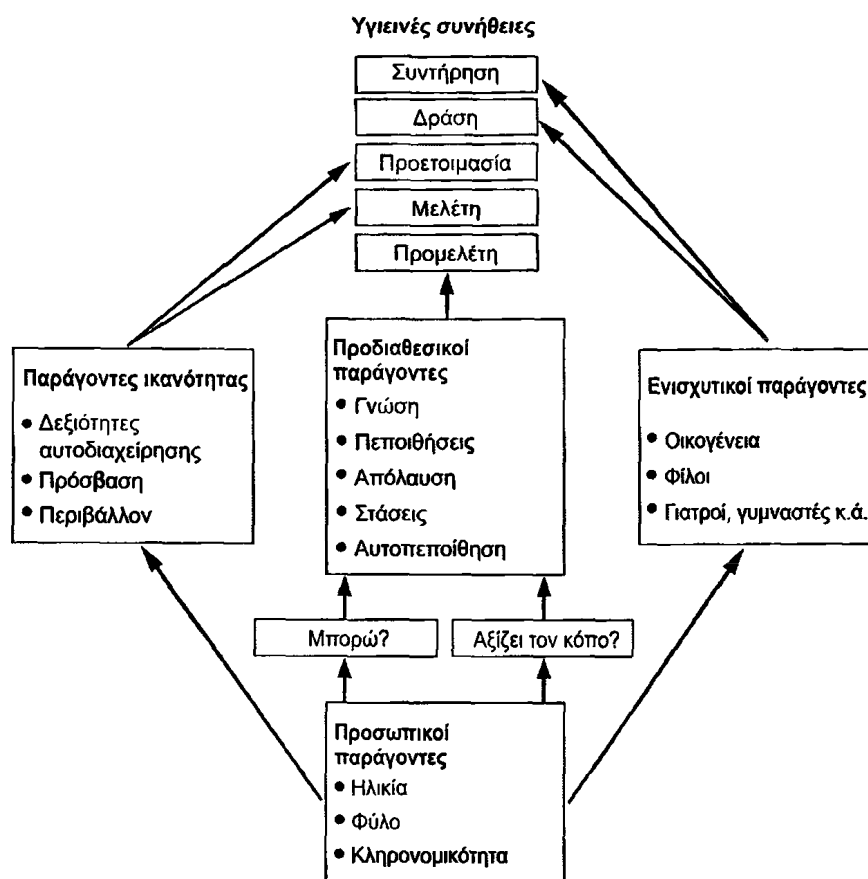 Υγιεινές συνήθειες
Συντήρηση
Δράση
Προετοιμασία
Μελέτη
Προμελέτη
Παράγοντες ικανότητας
• Δεξιότητες
αυτοδιαχείρησης
• Πρόσβαση
• Περιβάλλον
Προδιαθεσικοί
παράγοντες
• Γνώση
• Πεποιθήσεις
• Απόλαυση
• Στάσεις
• Αυτοπεποίθηση
Ενισχυτικοί παράγοντες
• Οικογένεια
• Φίλοι
• Γιατροί, γυμναστές κ.ά.
Μπορώ?
Αξίζει τον κόπο?
Προσωπικοί
παράγοντες
• Ηλικία
• Φύλο
• Κληρονομικότητα